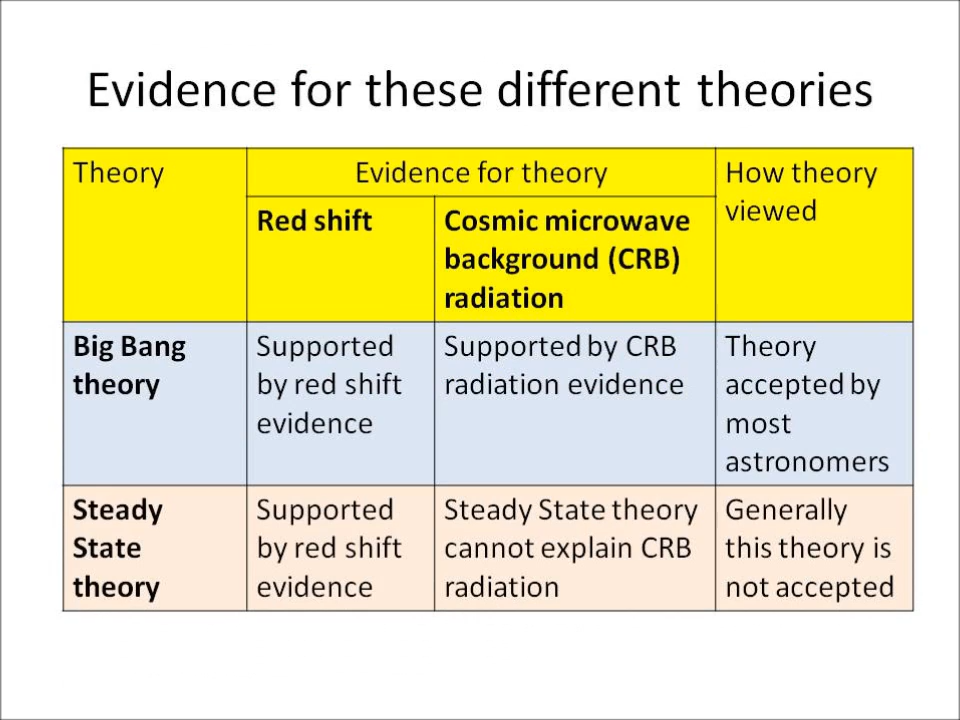 Evidence for these different theories
Theory
Evidence for theory
How theory
viewed
Red shift
Cosmic microwave
background (CRB)
radiation
Big Bang
theory
Supported
by red shift
evidence
Supported by CRB
radiation evidence
Theory
accepted by
most
astronomers
Steady
State
theory
Supported
by red shift
evidence
Steady State theory
cannot explain CRB
radiation
Generally
this theory is
not accepted